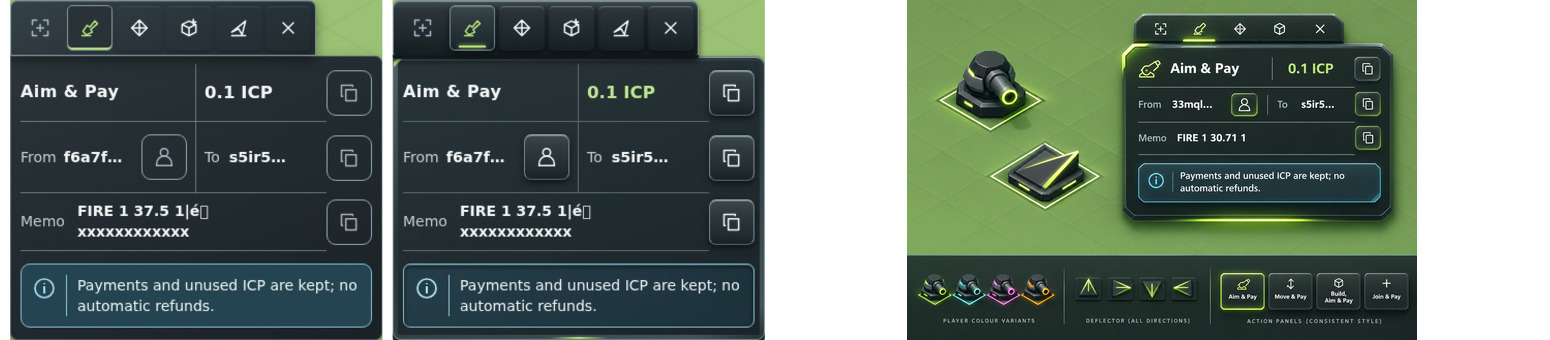 Aim & Pay
0.1 ICP
From f6a7f...
To s5ir5...
Memo
FIRE 1 37.5 1|é▯
xxxxxxxxxxxx
Payments and unused ICP are kept; no
automatic refunds.
Aim & Pay
0.1 ICP
From f6a7f...
To s5ir5...
Memo
FIRE 1 37.5 1|é▯
xxxxxxxxxxxx
Payments and unused ICP are kept; no
automatic refunds.
Aim & Pay
0.1 ICP
From 33mql...
To s5ir5...
Memo FIRE 1 30.71 1
Payments and unused ICP are kept; no
automatic refunds.
Aim & Pay
Move & Pay
Build,
Aim & Pay
Join & Pay
PLAYER COLOUR VARIANTS
DEFLECTOR (ALL DIRECTIONS)
ACTION PANELS (CONSISTENT STYLE)